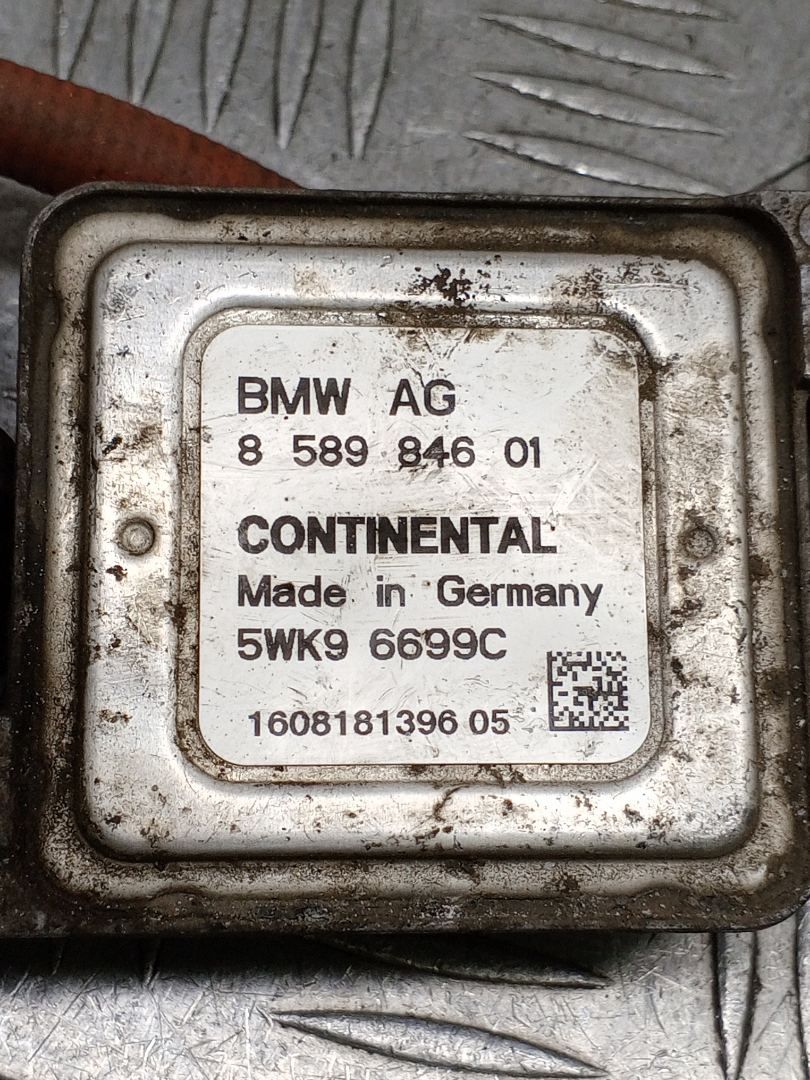 BMW AG
8 589 846 01
CONTINENTAL
Made in Germany
5WK9 6699C
1608181396 05